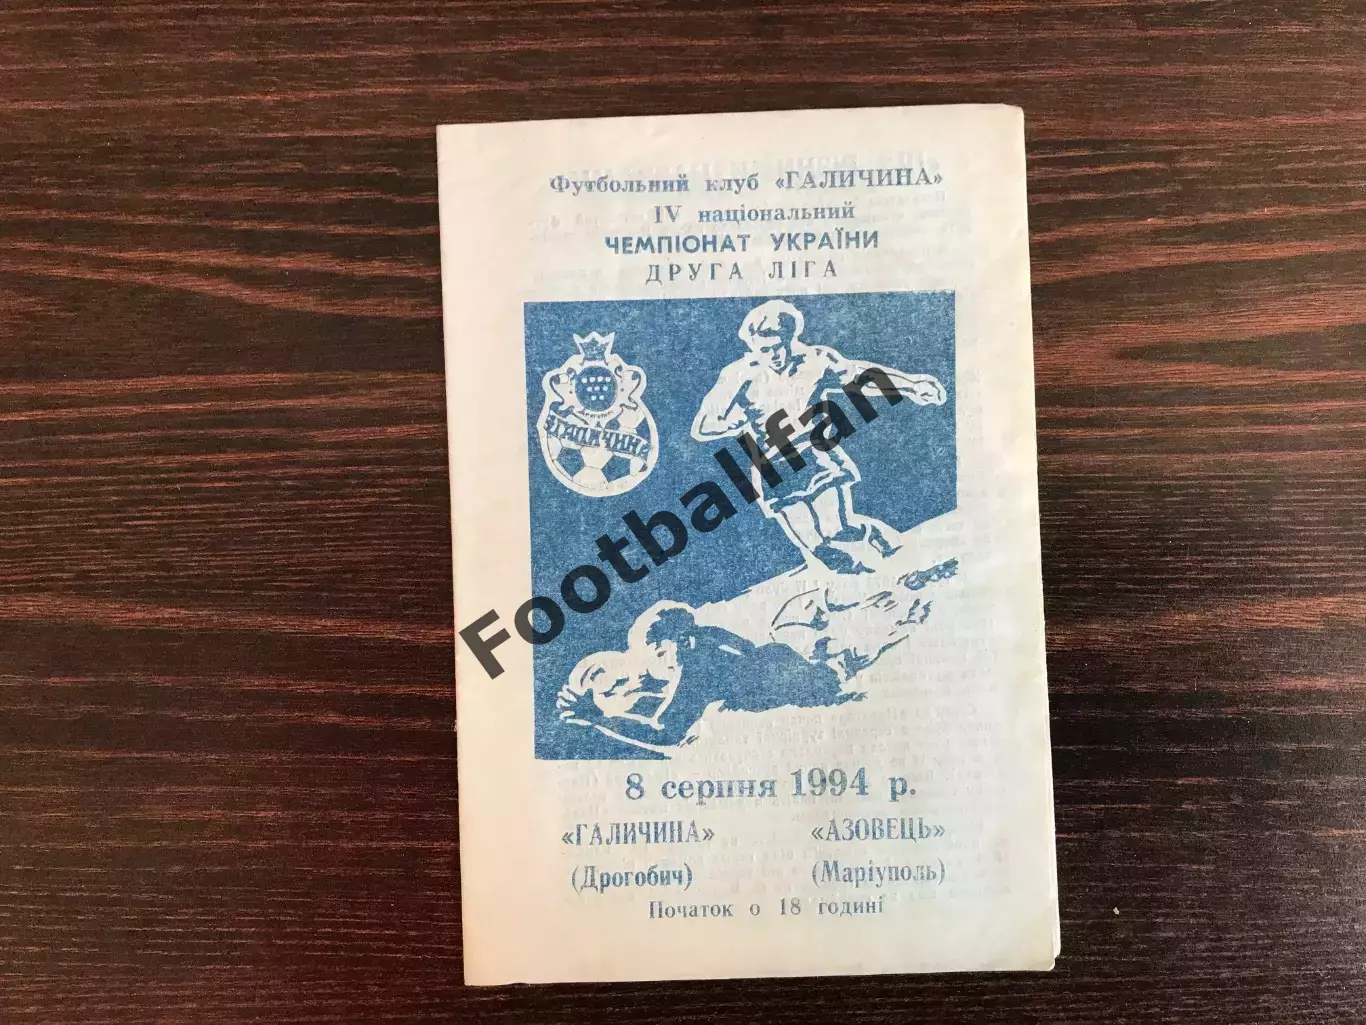 Футбольний клуб «ГАЛИЧИНА»
IV національний
ЧЕМПІОНАТ УКРАЇНИ
ДРУГА ЛІГА
ГАЛИЧИНА
Footballfan
8 серпня 1994 р.
«ГАЛИЧИНА» «АЗОВЕЦЬ»
(Дрогобич) (Маріуполь)
Початок о 18 годині